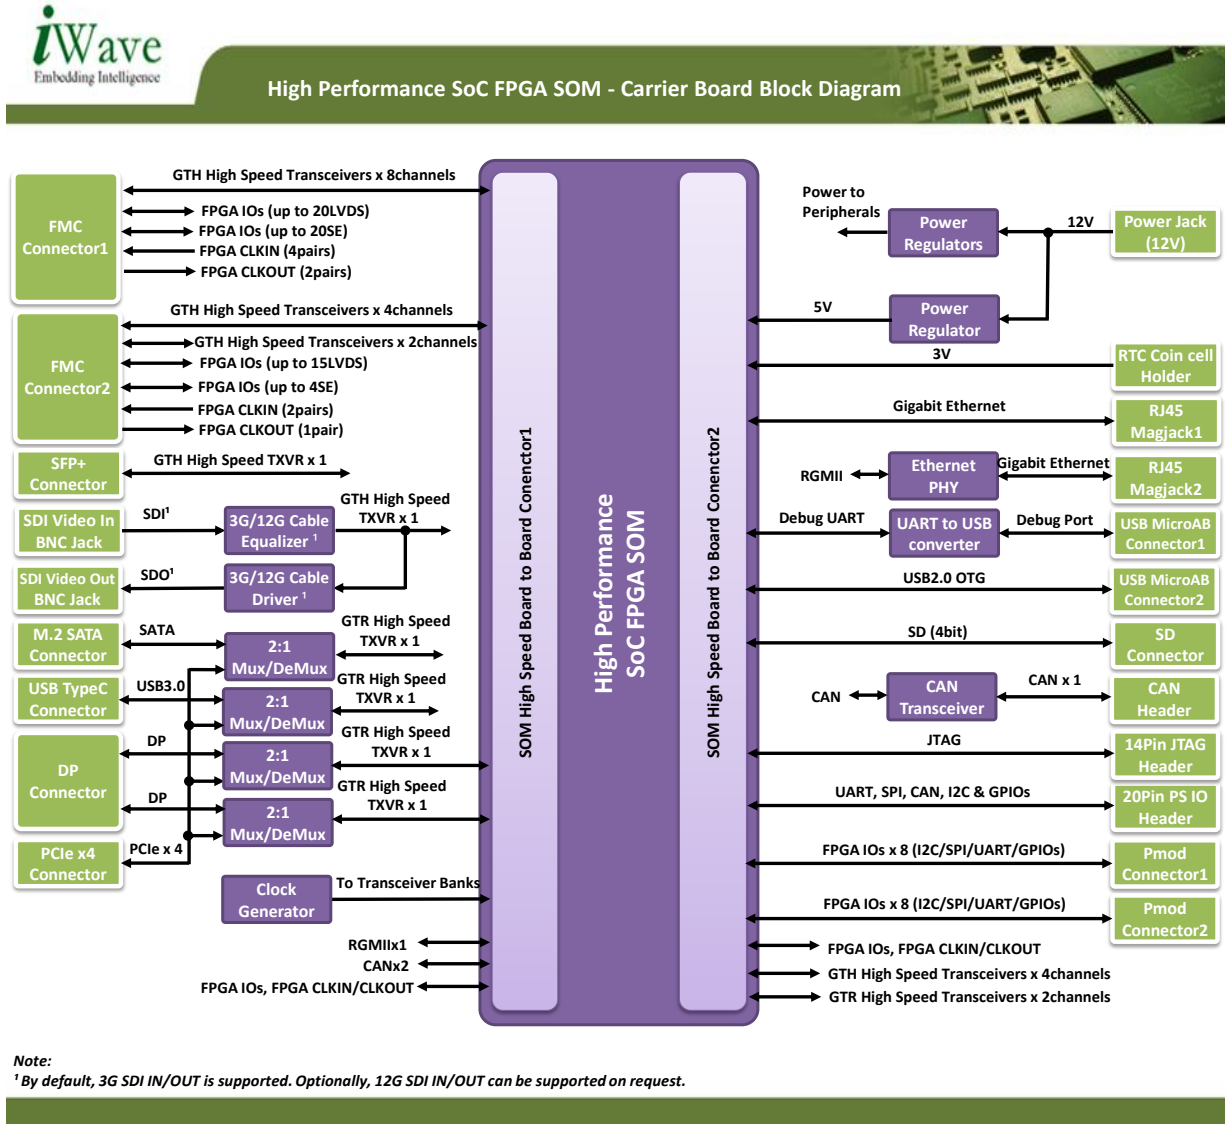 iWave
Embedding Intelligence
High Performance SoC FPGA SOM - Carrier Board Block Diagram
FMC
Connector1
GTH High Speed Transceivers x 8channels
FPGA IOs (up to 20LVDS)
FPGA IOs (up to 20SE)
FPGA CLKIN (4pairs)
FPGA CLKOUT (2pairs)
FMC
Connector2
GTH High Speed Transceivers x 4channels
GTH High Speed Transceivers x 2channels
FPGA IOs (up to 15LVDS)
FPGA IOs (up to 4SE)
FPGA CLKIN (2pairs)
FPGA CLKOUT (1pair)
SFP+
Connector
GTH High Speed TXVR x 1
SDI Video In
BNC Jack
SDI¹
3G/12G Cable
Equalizer ¹
GTH High Speed
TXVR x 1
SDI Video Out
BNC Jack
SDO¹
3G/12G Cable
Driver ¹
M.2 SATA
Connector
SATA
2:1
Mux/DeMux
GTR High Speed
TXVR x 1
USB TypeC
Connector
USB3.0
2:1
Mux/DeMux
GTR High Speed
TXVR x 1
DP
Connector
DP
2:1
Mux/DeMux
GTR High Speed
TXVR x 1
DP
2:1
Mux/DeMux
GTR High Speed
TXVR x 1
PCIe x4
Connector
PCIe x 4
Clock
Generator
To Transceiver Banks
RGMIIx1
CANx2
FPGA IOs, FPGA CLKIN/CLKOUT
SOM High Speed Board to Board Conenctor1
High Performance
SoC FPGA SOM
SOM High Speed Board to Board Conenctor2
Power to
Peripherals
Power
Regulators
12V
Power Jack
(12V)
5V
Power
Regulator
3V
RTC Coin cell
Holder
Gigabit Ethernet
RJ45
Magjack1
RGMII
Ethernet
PHY
Gigabit Ethernet
RJ45
Magjack2
Debug UART
UART to USB
converter
Debug Port
USB MicroAB
Connector1
USB2.0 OTG
USB MicroAB
Connector2
SD (4bit)
SD
Connector
CAN
CAN
Transceiver
CAN x 1
CAN
Header
JTAG
14Pin JTAG
Header
UART, SPI, CAN, I2C & GPIOs
20Pin PS IO
Header
FPGA IOs x 8 (I2C/SPI/UART/GPIOs)
Pmod
Connector1
FPGA IOs x 8 (I2C/SPI/UART/GPIOs)
Pmod
Connector2
FPGA IOs, FPGA CLKIN/CLKOUT
GTH High Speed Transceivers x 4channels
GTR High Speed Transceivers x 2channels
Note:
¹ By default, 3G SDI IN/OUT is supported. Optionally, 12G SDI IN/OUT can be supported on request.